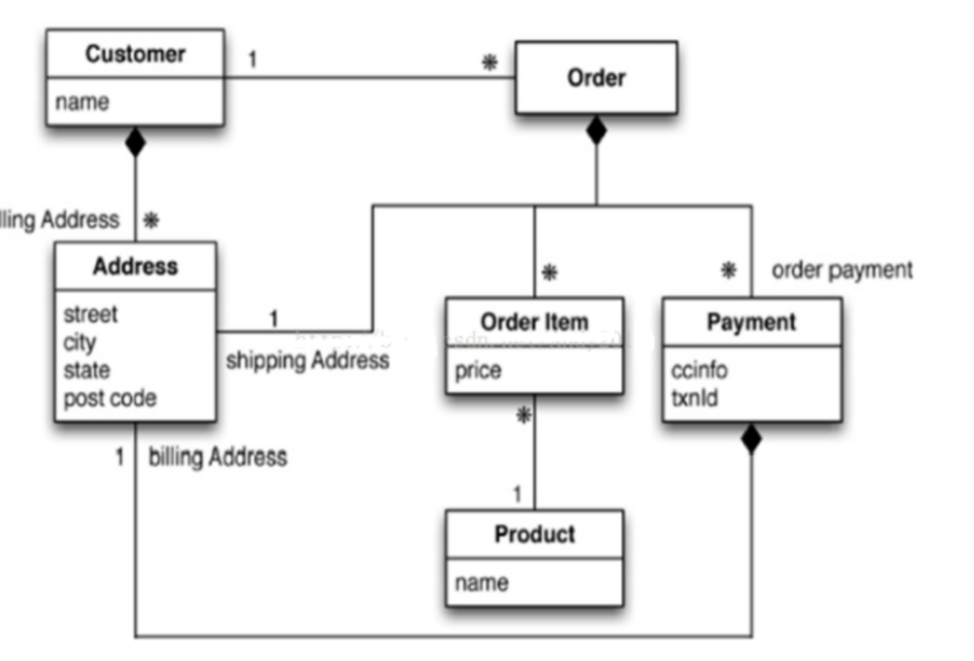 Customer
1
*
Order
name
lling Address
*
Address
street
city
state
post code
1
shipping Address
*
Order Item
price
*
order payment
Payment
ccinfo
txnId
1 billing Address
*
1
Product
name